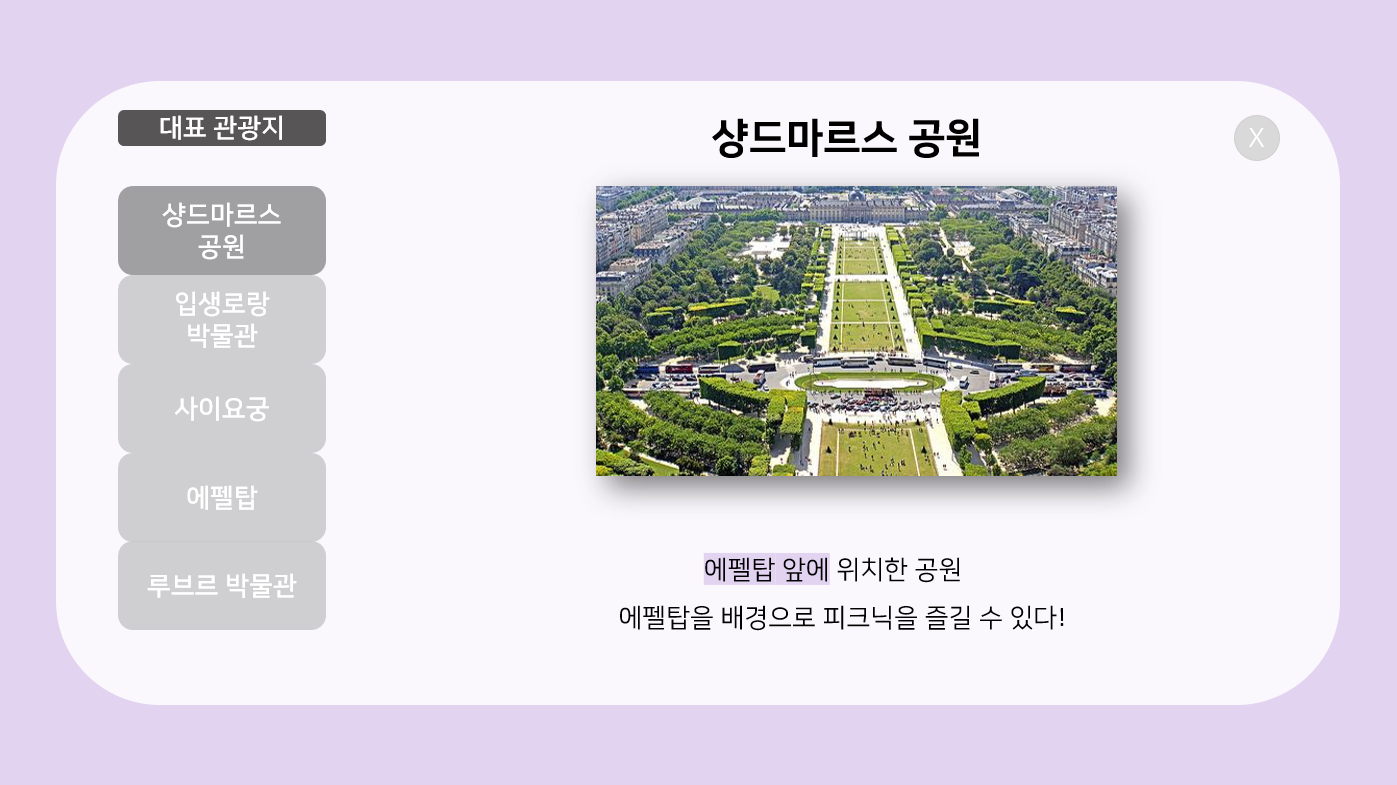 대표 관광지
샹드마르스
공원
입생로랑
박물관
사이요궁
에펠탑
루브르 박물관
샹드마르스 공원
X
에펠탑 앞에 위치한 공원
에펠탑을 배경으로 피크닉을 즐길 수 있다!